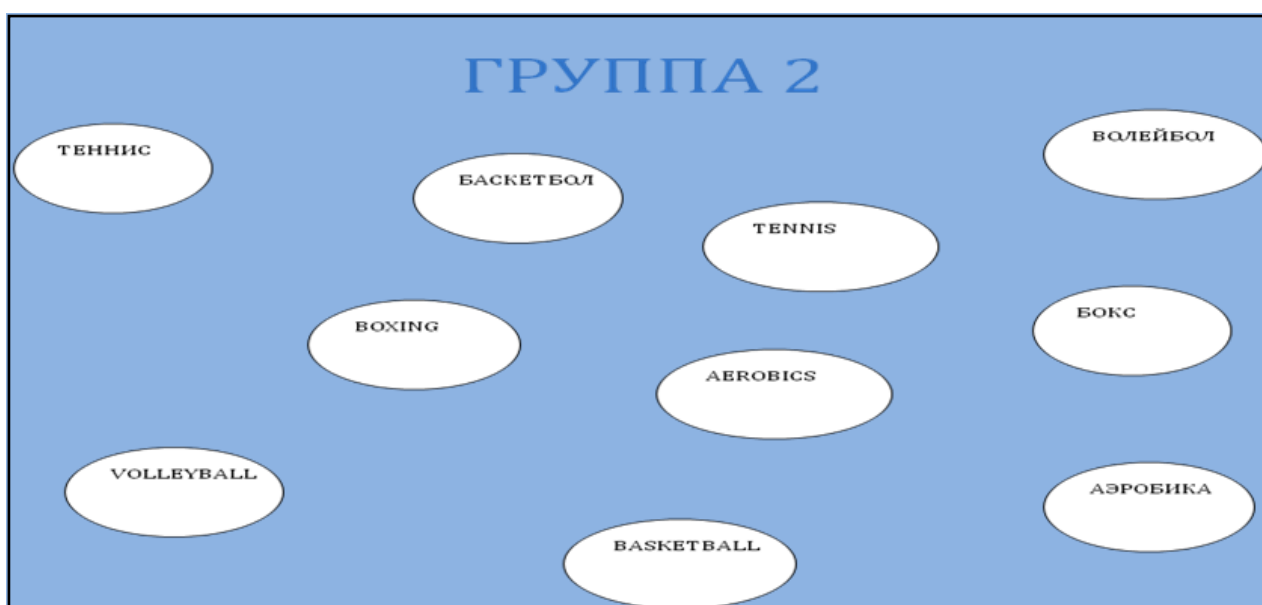 ГРУППА 2
ТЕННИС
ВОЛЕЙБОЛ
БАСКЕТБОЛ
TENNIS
BOXING
БОКС
AEROBICS
VOLLEYBALL
АЭРОБИКА
BASKETBALL